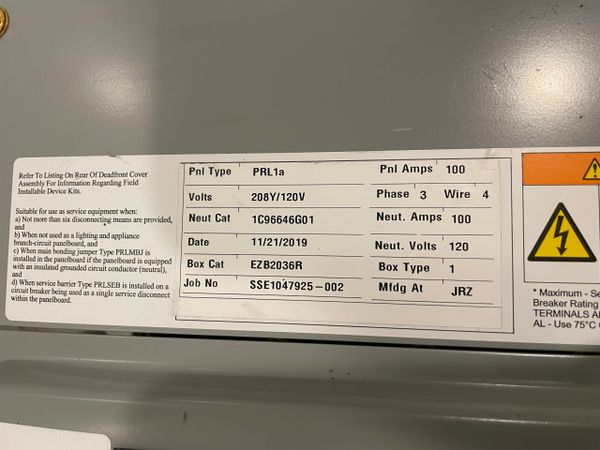 Refer To Listing On Rear Of Deadfront Cover
Assembly For Information Regarding Field
Installable Device Kits.
Suitable for use as service equipment when:
a) Not more than six disconnecting means are provided,
and
b) When not used as a lighting and appliance
branch-circuit panelboard, and
c) When main bonding jumper Type PRLMBJ is
installed in the panelboard if the panelboard is equipped
with an insulated grounded circuit conductor (neutral),
and
d) When service barrier Type PRLSEB is installed on a
circuit breaker being used as a single service disconnect
within the panelboard.
Pnl Type PRL1a Pnl Amps 100
Volts 208Y/120V Phase 3 Wire 4
Neut Cat 1C96646G01 Neut. Amps 100
Date 11/21/2019 Neut. Volts 120
Box Cat EZB2036R Box Type 1
Job No SSE1047925-002 Mfdg At JRZ
* Maximum - Se
Breaker Rating
TERMINALS A
AL - Use 75°C